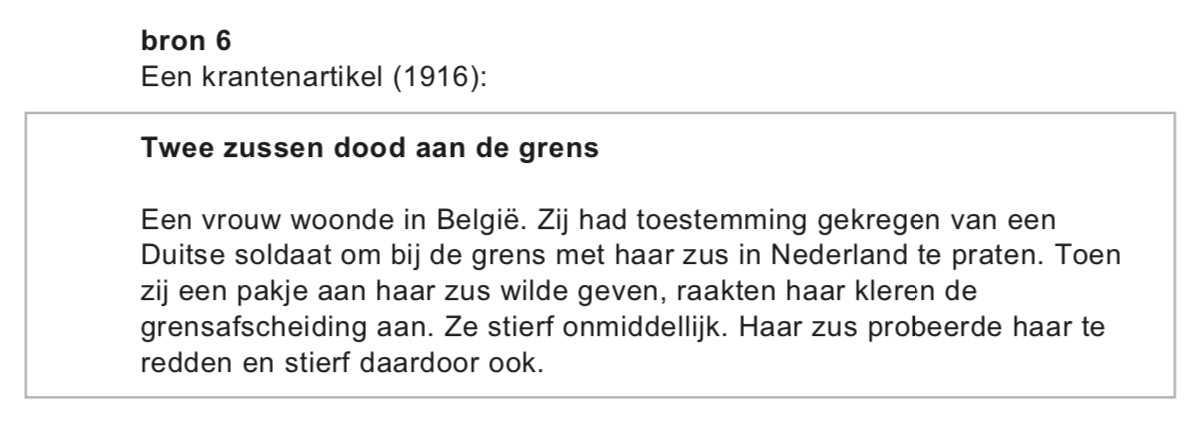 bron 6
Een krantenartikel (1916):
Twee zussen dood aan de grens
Een vrouw woonde in België. Zij had toestemming gekregen van een
Duitse soldaat om bij de grens met haar zus in Nederland te praten. Toen
zij een pakje aan haar zus wilde geven, raakten haar kleren de
grensafscheiding aan. Ze stierf onmiddellijk. Haar zus probeerde haar te
redden en stierf daardoor ook.